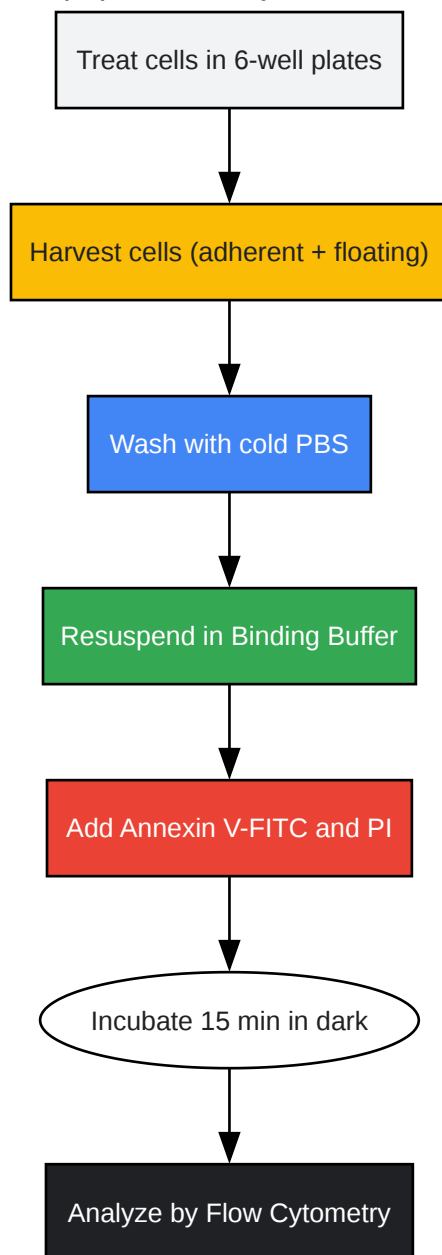 Treat cells in 6-well plates
Harvest cells (adherent + floating)
Wash with cold PBS
Resuspend in Binding Buffer
Add Annexin V-FITC and PI
Incubate 15 min in dark
Analyze by Flow Cytometry